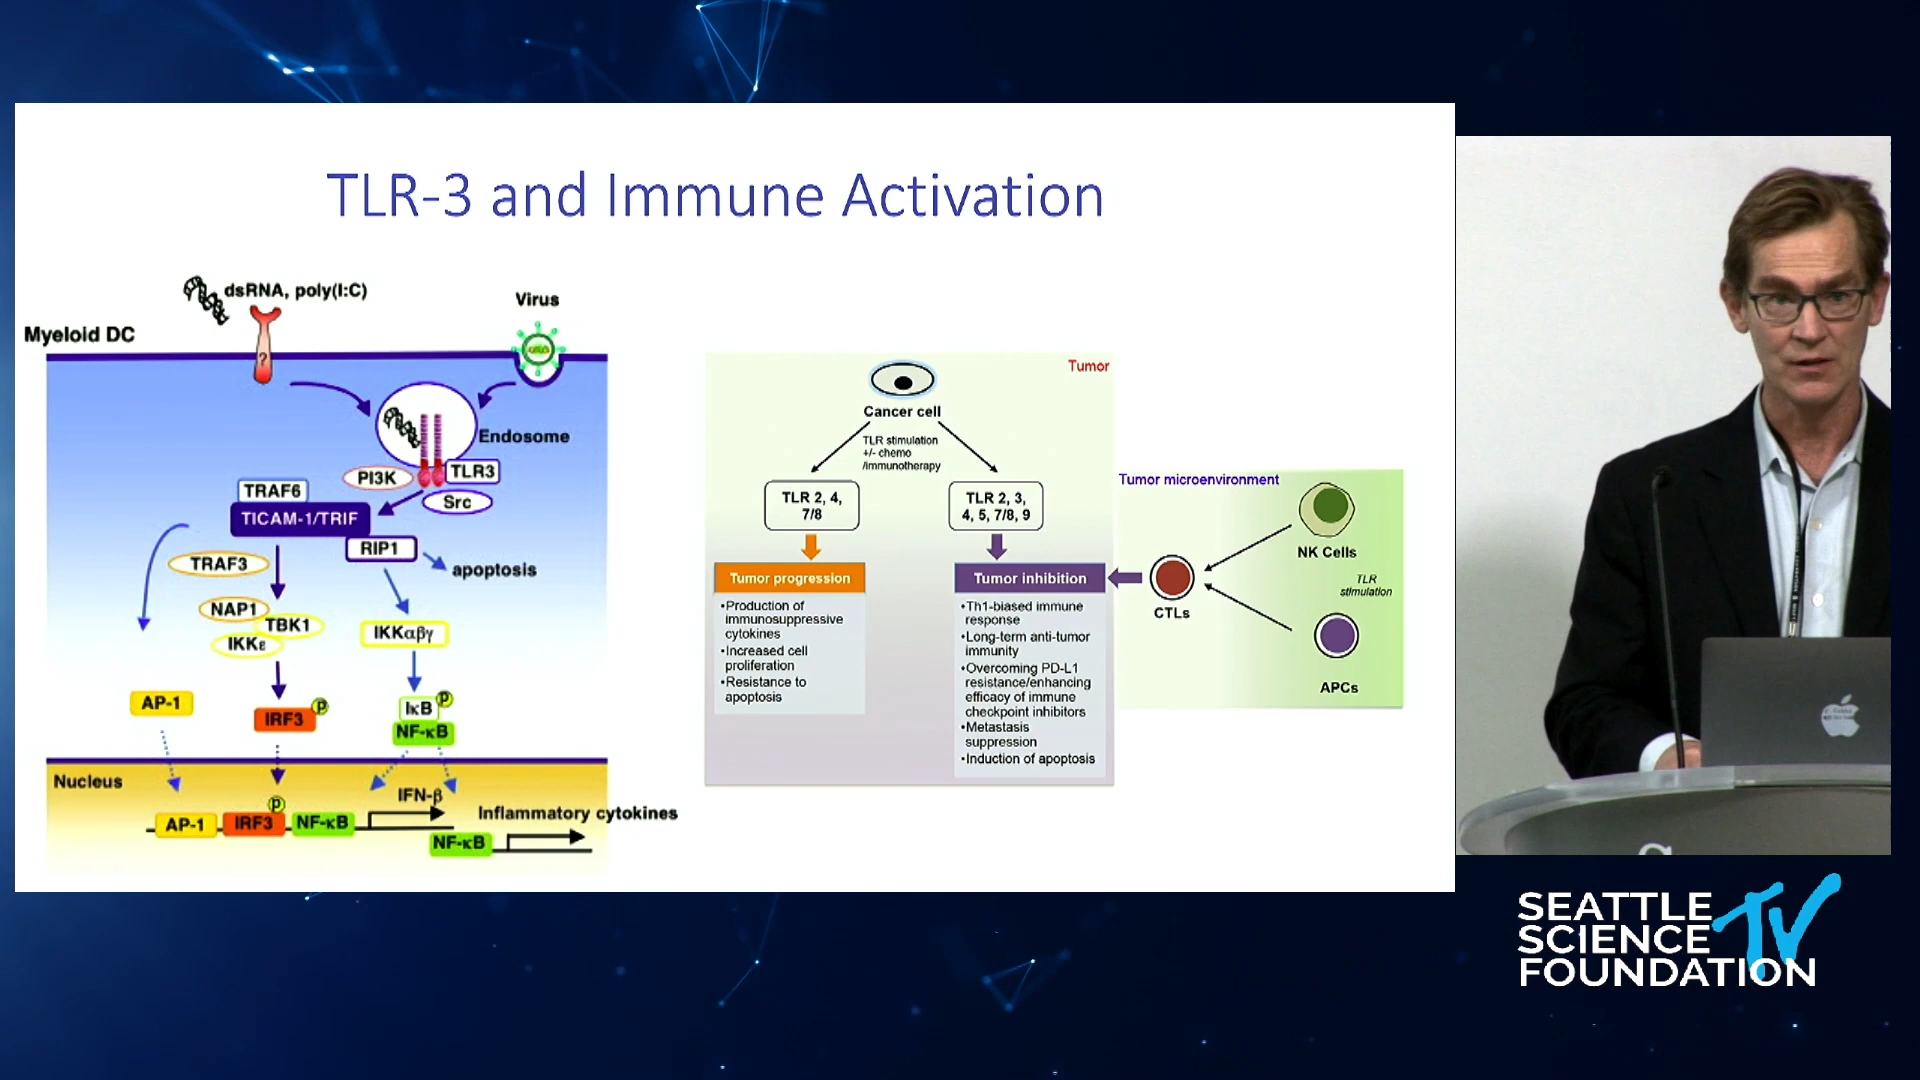 TLR-3 and Immune Activation
dsRNA, poly(I:C)
Virus
Myeloid DC
?
Endosome
TLR3
PI3K
Src
TRAF6
TICAM-1/TRIF
RIP1
apoptosis
TRAF3
NAP1
TBK1
IKKε
IKKαβγ
AP-1
IRF3
P
IκB
P
NF-κB
Nucleus
P
IFN-β
AP-1
IRF3
NF-κB
Inflammatory cytokines
NF-κB
Tumor
Cancer cell
TLR stimulation
+/- chemo
/immunotherapy
TLR 2, 4,
7/8
TLR 2, 3,
4, 5, 7/8, 9
Tumor progression
•Production of
immunosuppressive
cytokines
•Increased cell
proliferation
•Resistance to
apoptosis
Tumor inhibition
•Th1-biased immune
response
•Long-term anti-tumor
immunity
•Overcoming PD-L1
resistance/enhancing
efficacy of immune
checkpoint inhibitors
•Metastasis
suppression
•Induction of apoptosis
Tumor microenvironment
NK Cells
CTLs
TLR
stimulation
APCs
SEATTLE
SCIENCE
FOUNDATION
TV